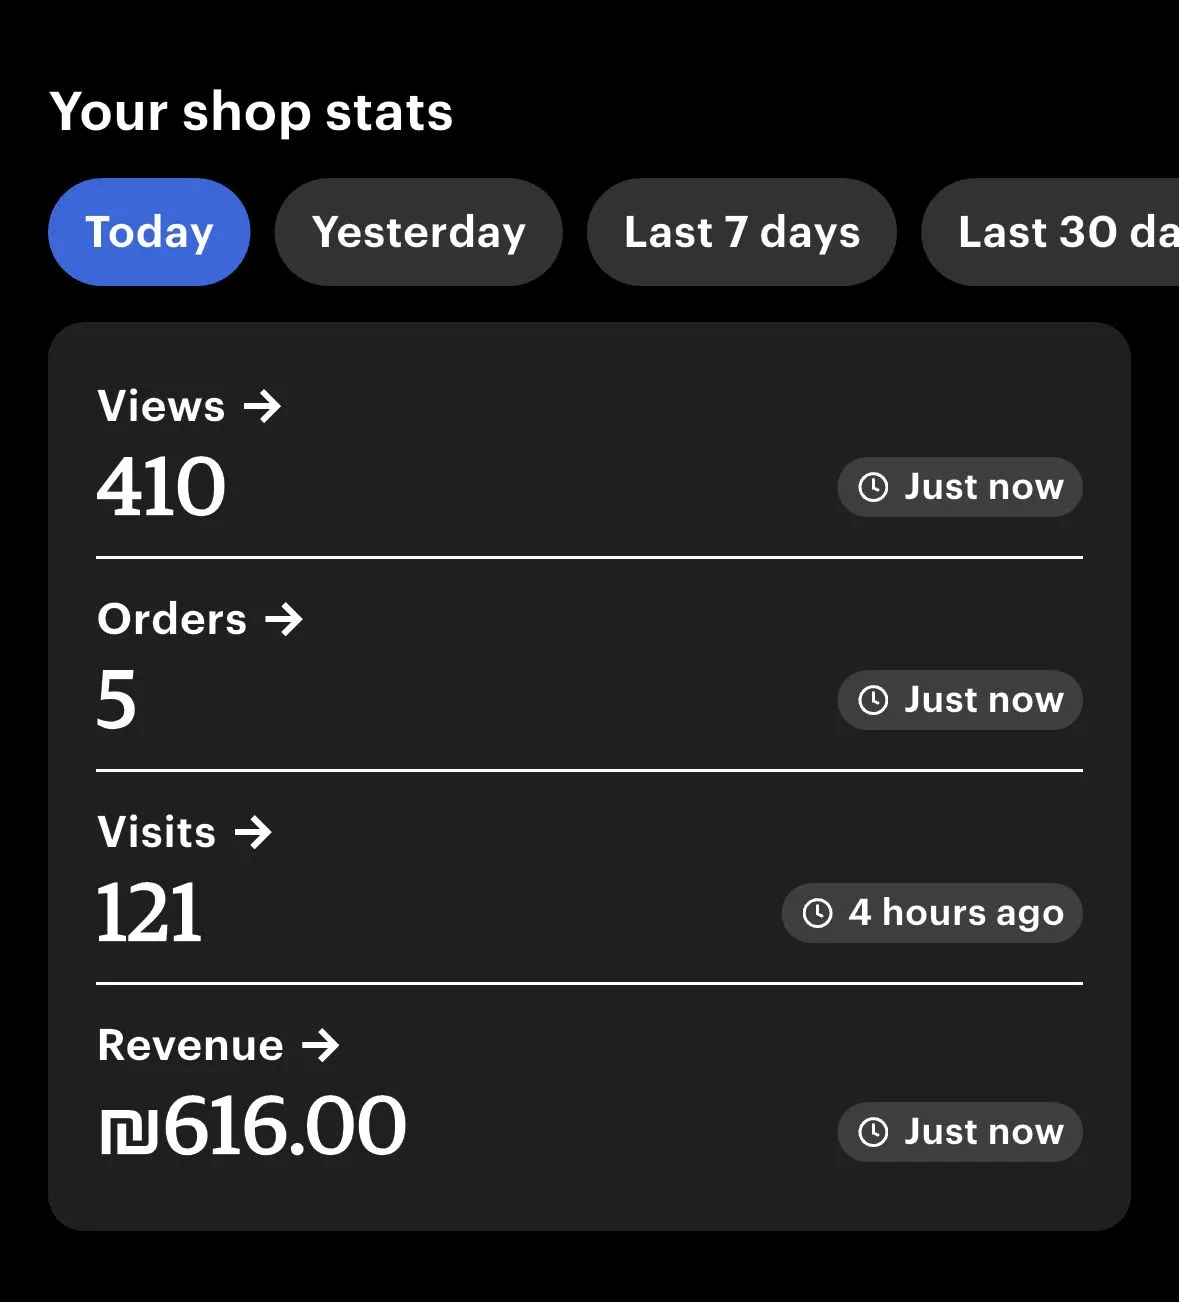 Your shop stats
Today Yesterday Last 7 days Last 30 da
Views →
410
Just now
Orders →
5
Just now
Visits →
121
4 hours ago
Revenue →
₪616.00
Just now